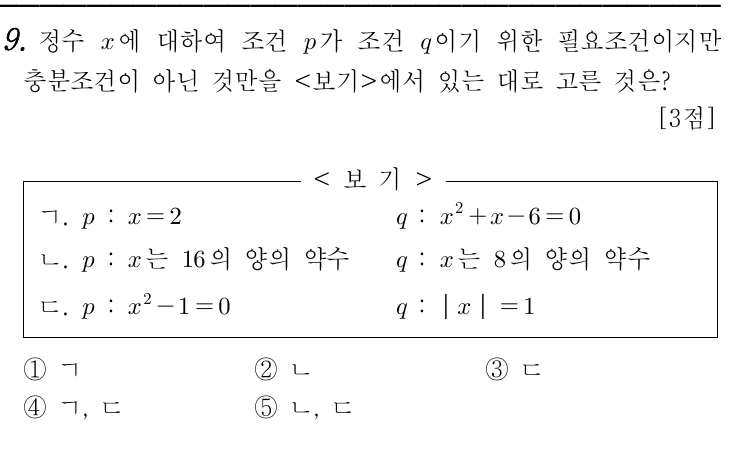 9. 정수 x에 대하여 조건 p가 조건 q이기 위한 필요조건이지만
충분조건이 아닌 것만을 <보기>에서 있는 대로 고른 것은?
[3점]
< 보 기 >
ㄱ. p : x=2 q : x²+x-6=0
ㄴ. p : x는 16의 양의 약수 q : x는 8의 양의 약수
ㄷ. p : x²-1=0 q : |x|=1
① ㄱ ② ㄴ ③ ㄷ
④ ㄱ, ㄷ ⑤ ㄴ, ㄷ